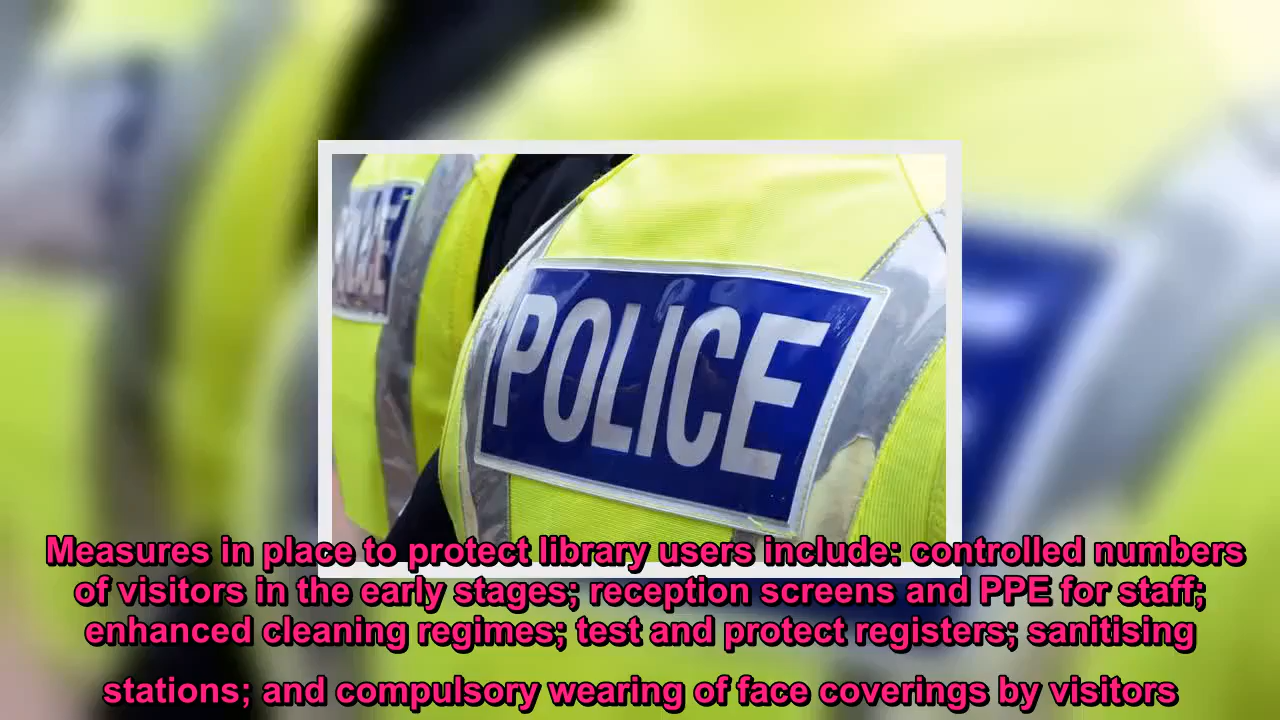 POLICE
POLICE
Measures in place to protect library users include: controlled numbers
of visitors in the early stages; reception screens and PPE for staff;
enhanced cleaning regimes; test and protect registers; sanitising
stations; and compulsory wearing of face coverings by visitors